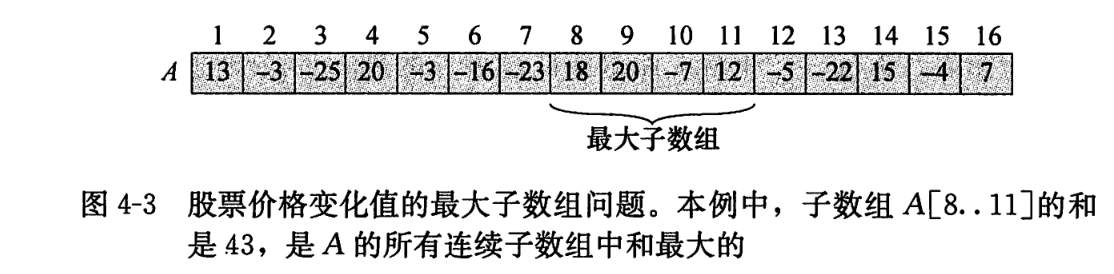 1 2 3 4 5 6 7 8 9 10 11 12 13 14 15 16
A 13 -3 -25 20 -3 -16 -23 18 20 -7 12 -5 -22 15 -4 7
最大子数组
图 4-3 股票价格变化值的最大子数组问题。本例中，子数组 A[8..11]的和
是 43，是 A 的所有连续子数组中和最大的